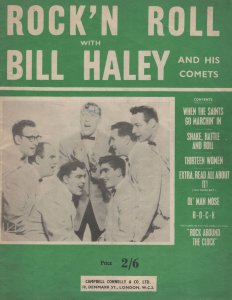 ROCK'N ROLL
WITH
BILL HALEY
AND HIS
COMETS
CONTENTS
WHEN THE SAINTS
GO MARCHIN' IN
SHAKE, RATTLE
AND ROLL
THIRTEEN WOMEN
EXTRA, READ ALL ABOUT
IT!
OL' MAN MOSE
R-O-C-K
"ROCK AROUND
THE CLOCK"
Price 2/6
CAMPBELL CONNELLY & CO. LTD.
10, DENMARK ST., LONDON, W.C.2.